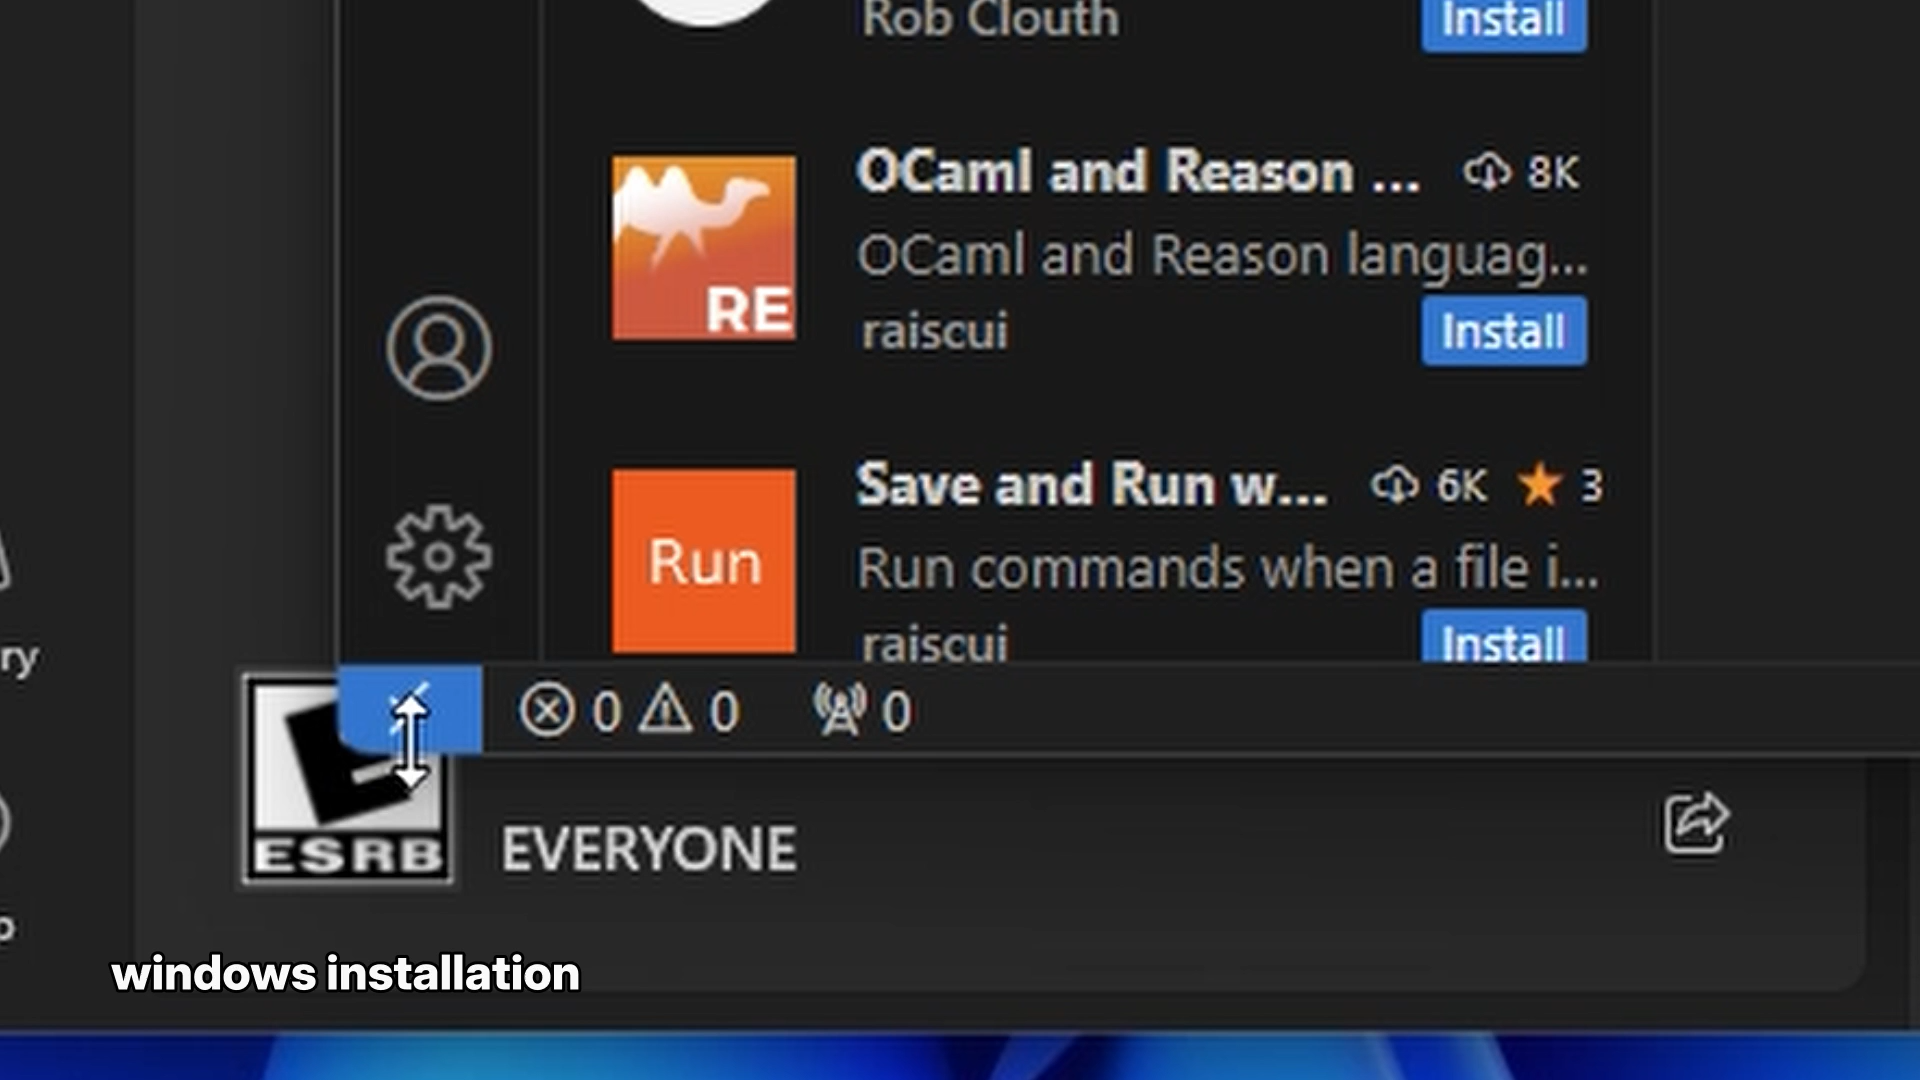 Rob Clouth
Install
OCaml and Reason ... 8K
OCaml and Reason languag...
RE
raiscui
Install
Save and Run w... 6K 3
Run
Run commands when a file i...
raiscui
Install
ry
0 0 0
ESRB
EVERYONE
windows installation